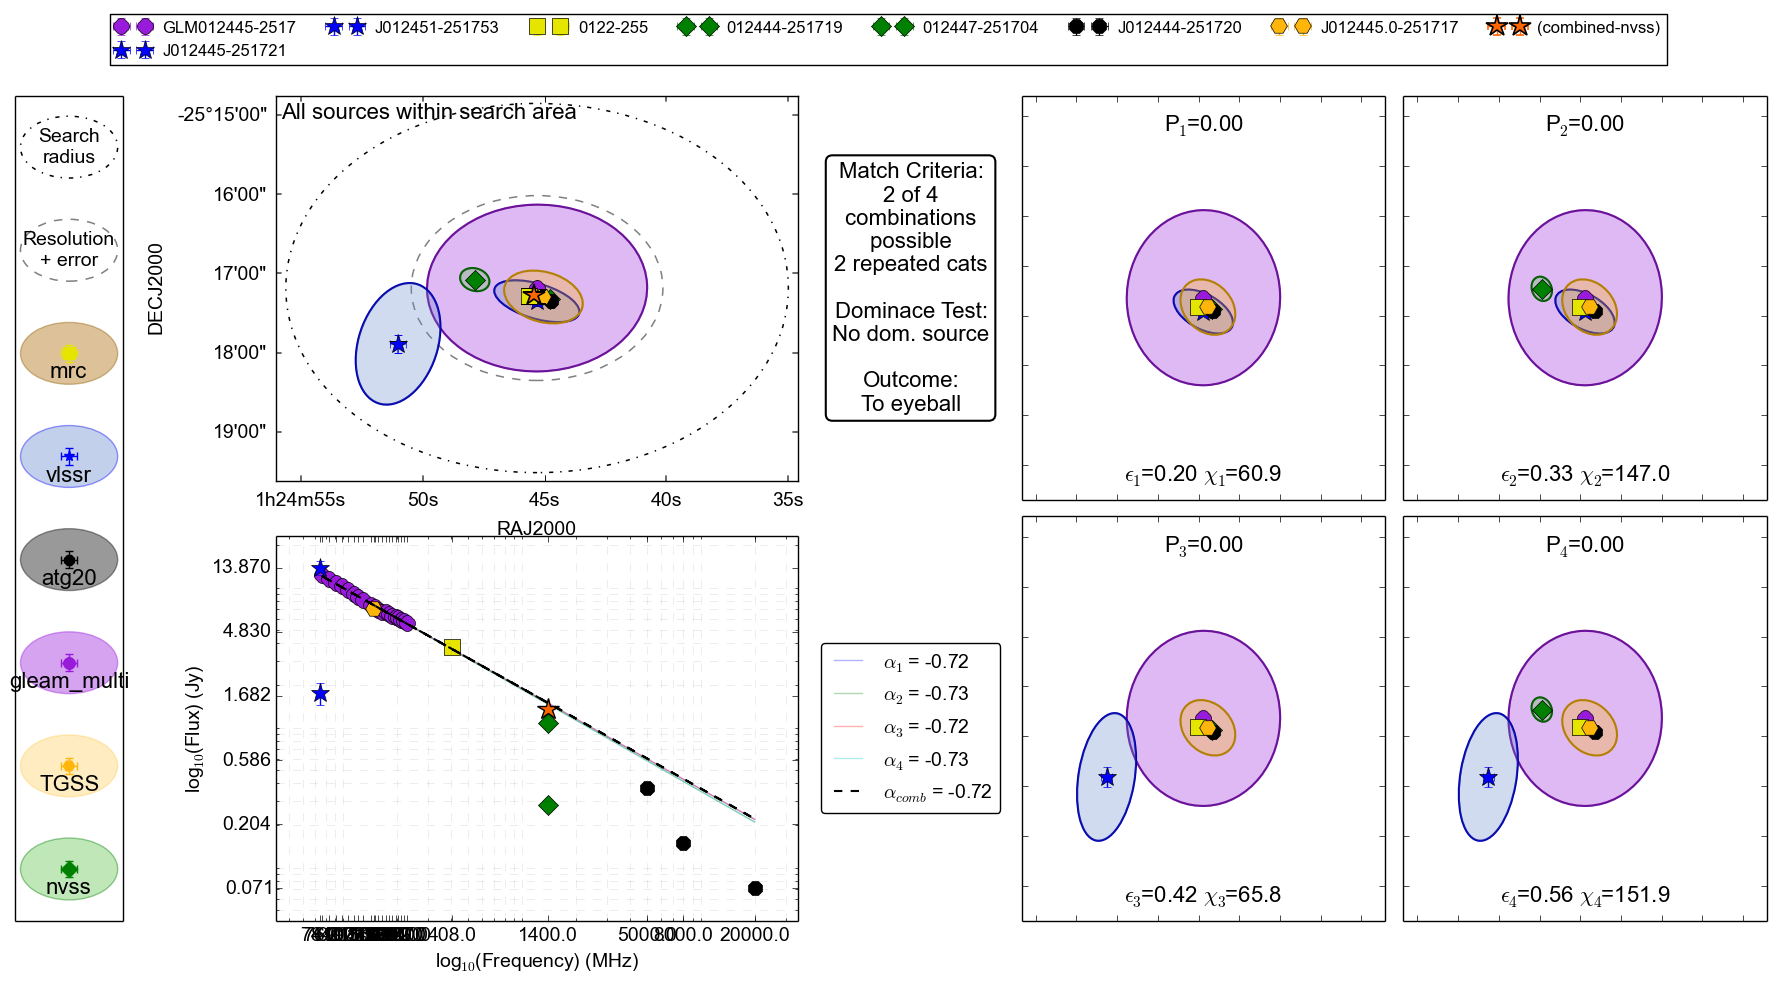 GLM012445-2517 J012451-251753 0122-255 012444-251719 012447-251704 J012444-251720 J012445.0-251717 (combined-nvss)
J012445-251721
Search
radius
Resolution
+ error
mrc
vlssr
atg20
gleam_multi
TGSS
nvss
All sources within search area
-25°15'00"
16'00"
17'00"
18'00"
19'00"
DECJ2000
1h24m55s 50s 45s 40s 35s
RAJ2000
Match Criteria:
2 of 4
combinations
possible
2 repeated cats
Dominace Test:
No dom. source
Outcome:
To eyeball
P1=0.00
ϵ1=0.20 χ1=60.9
P2=0.00
ϵ2=0.33 χ2=147.0
P3=0.00
ϵ3=0.42 χ3=65.8
P4=0.00
ϵ4=0.56 χ4=151.9
13.870
4.830
1.682
0.586
0.204
0.071
log10(Flux) (Jy)
408.0 1400.0 5000.0 8000.0 20000.0
log10(Frequency) (MHz)
α1 = -0.72
α2 = -0.73
α3 = -0.72
α4 = -0.73
αcomb = -0.72